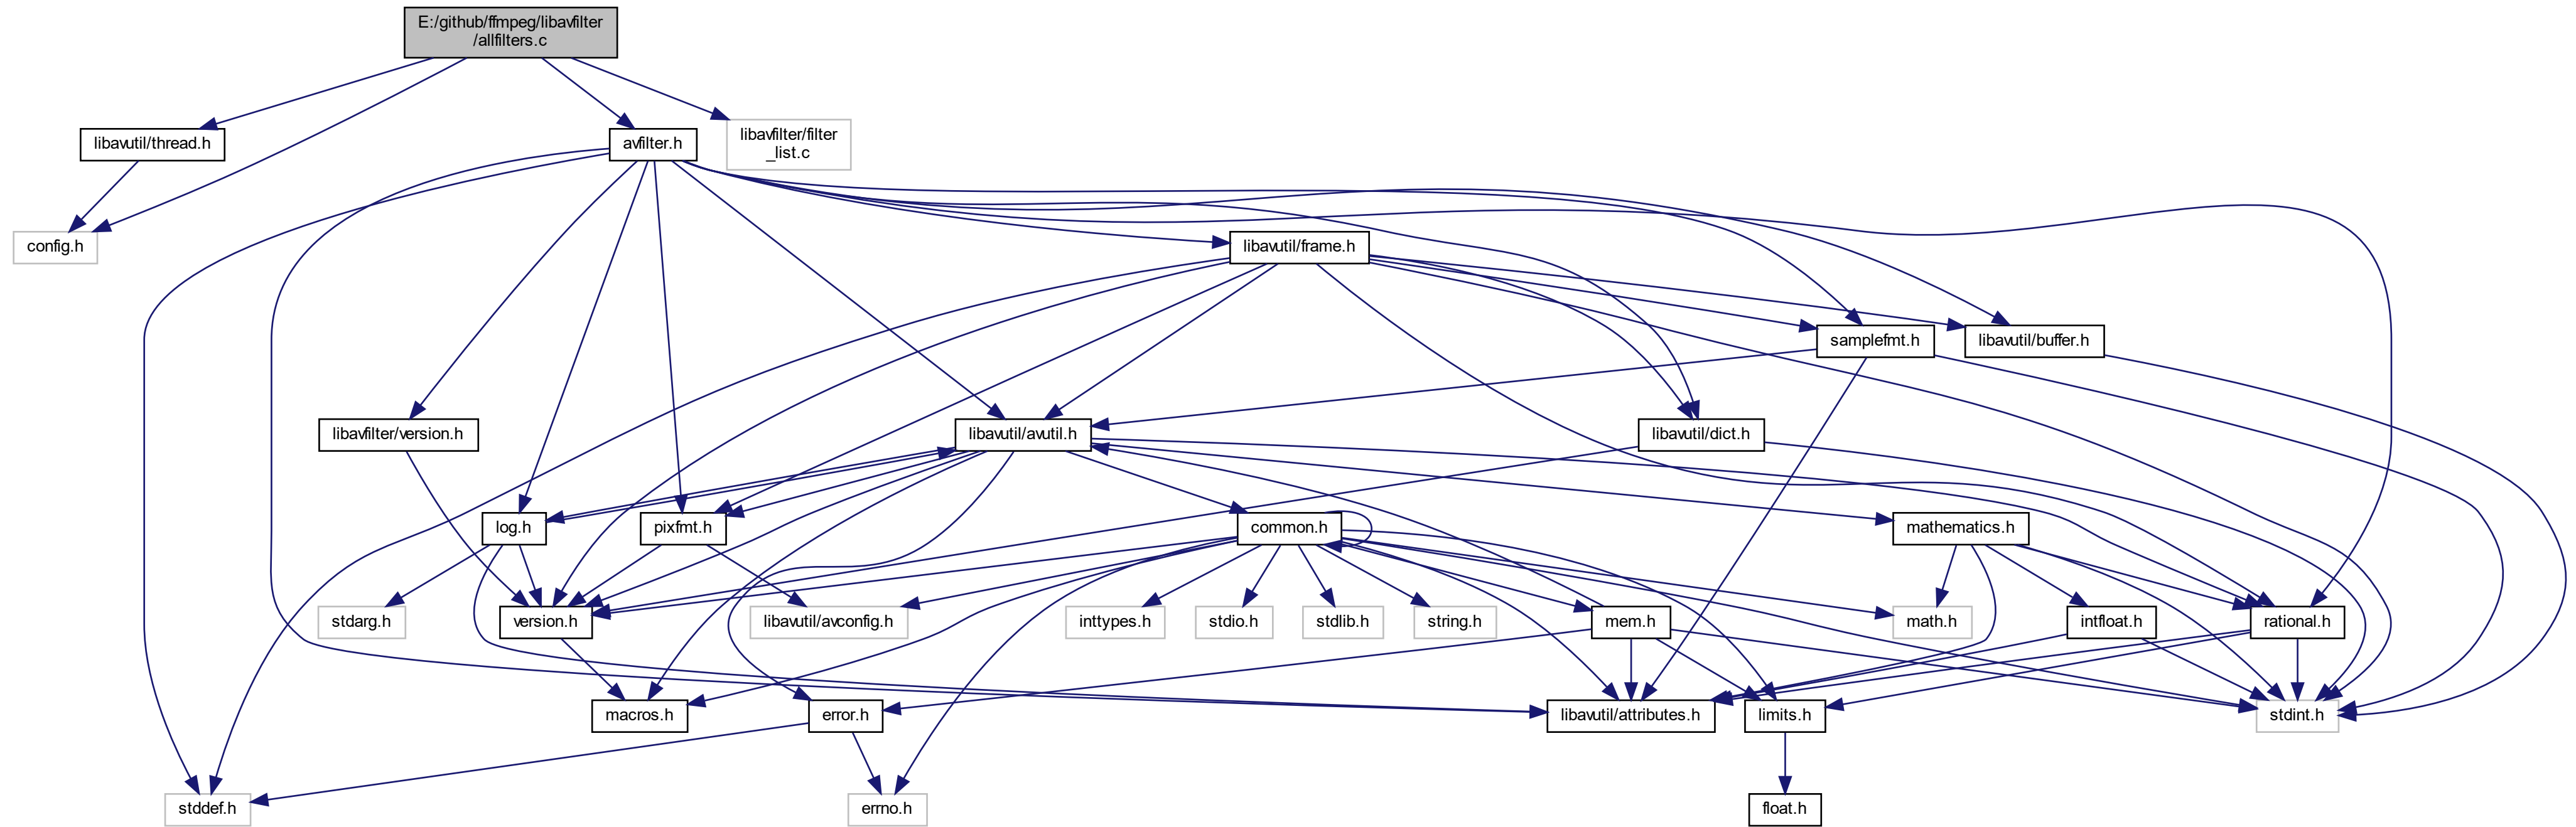 E:/github/ffmpeg/libavfilter
/allfilters.c
libavutil/thread.h
avfilter.h
libavfilter/filter
_list.c
config.h
libavutil/frame.h
samplefmt.h
libavutil/buffer.h
libavfilter/version.h
libavutil/avutil.h
libavutil/dict.h
log.h
pixfmt.h
common.h
mathematics.h
stdarg.h
version.h
libavutil/avconfig.h
inttypes.h
stdio.h
stdlib.h
string.h
mem.h
math.h
intfloat.h
rational.h
macros.h
error.h
libavutil/attributes.h
limits.h
stdint.h
stddef.h
errno.h
float.h